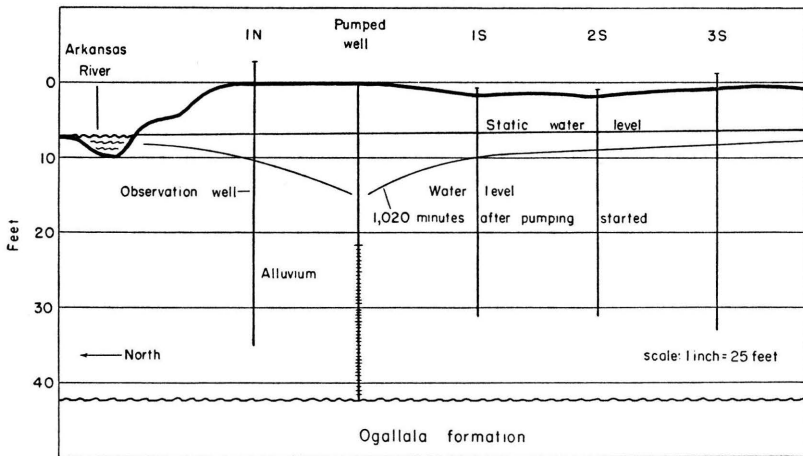 Pumped
well
1N
1S
2S
3S
Arkansas
River
0
Static water level
10
Observation well
Water level
1,020 minutes after pumping started
Feet
20
Alluvium
30
North
scale: 1 inch = 25 feet
40
Ogallala formation